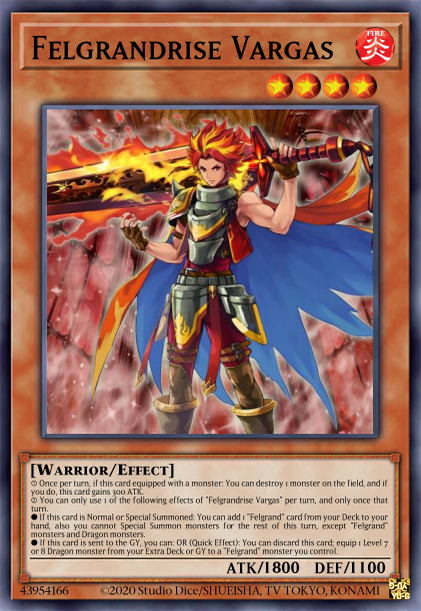 Felgrandrise Vargas
FIRE
炎
[Warrior/Effect]
① Once per turn, if this card equipped with a monster: You can destroy 1 monster on the field, and if
you do, this card gains 300 ATK.
② You can only use 1 of the following effects of "Felgrandrise Vargas" per turn, and only once that
turn.
● If this card is Normal or Special Summoned: You can add 1 "Felgrand" card from your Deck to your
hand, also you cannot Special Summon monsters for the rest of this turn, except "Felgrand"
monsters and Dragon monsters.
● If this card is sent to the GY, you can: OR (Quick Effect): You can discard this card; equip 1 Level 7
or 8 Dragon monster from your Extra Deck or GY to a "Felgrand" monster you control.
ATK/1800 DEF/1100
43954166 ©2020 Studio Dice/SHUEISHA, TV TOKYO, KONAMI